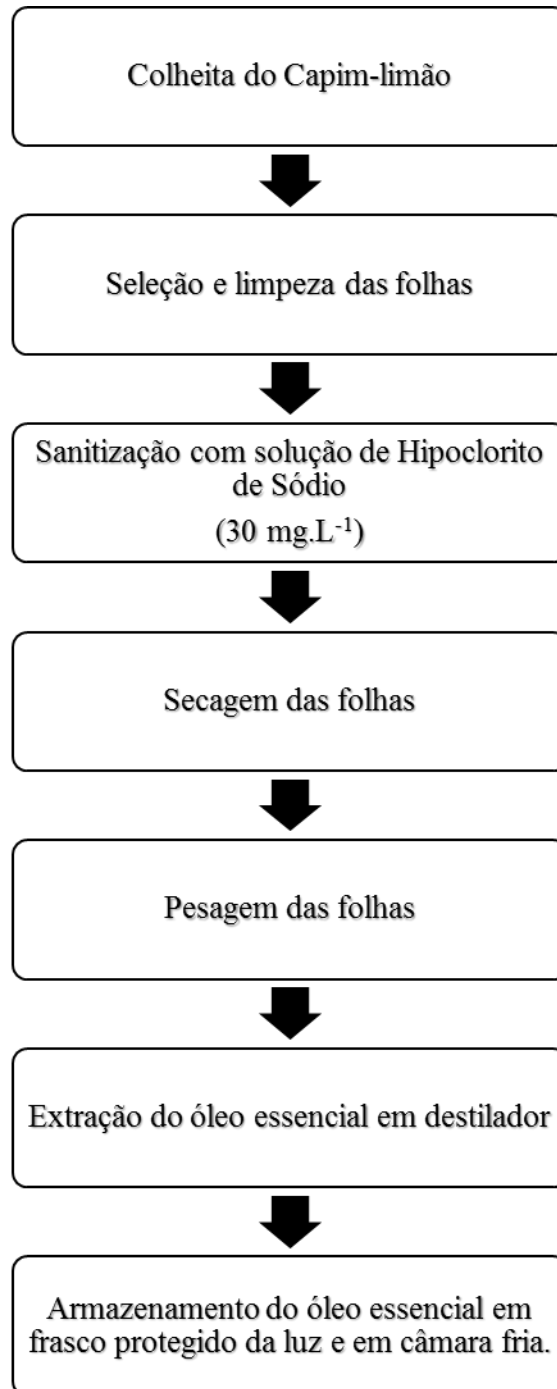 Colheita do Capim-limão
Seleção e limpeza das folhas
Sanitização com solução de Hipoclorito
de Sódio
(30 mg.L⁻¹)
Secagem das folhas
Pesagem das folhas
Extração do óleo essencial em destilador
Armazenamento do óleo essencial em
frasco protegido da luz e em câmara fria.